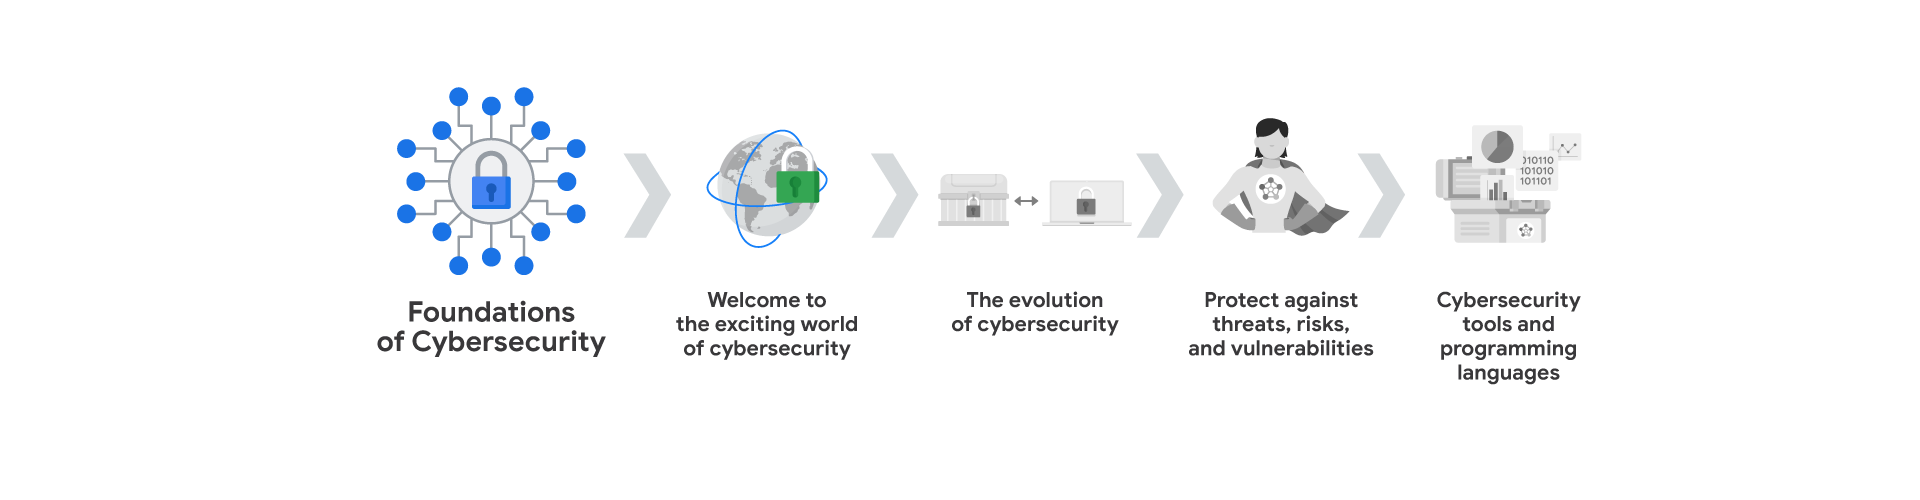 Foundations
of Cybersecurity
Welcome to
the exciting world
of cybersecurity
The evolution
of cybersecurity
Protect against
threats, risks,
and vulnerabilities
010110
101010
101101
Cybersecurity
tools and
programming
languages